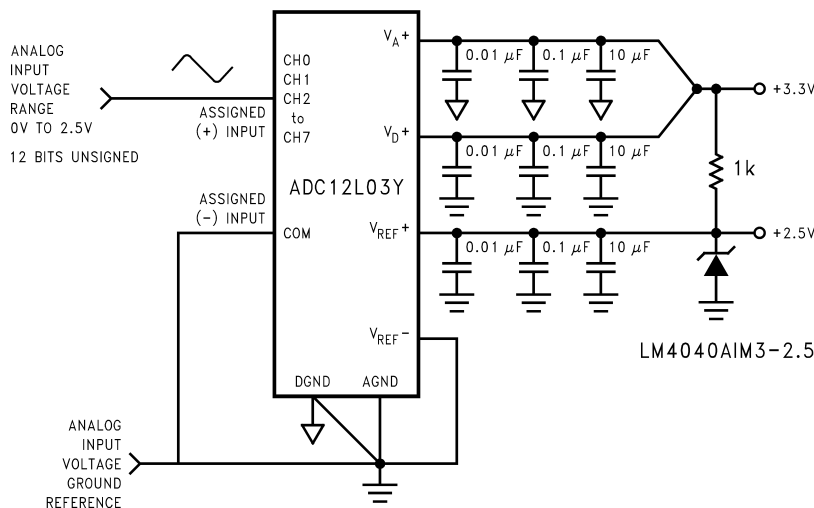 ANALOG
INPUT
VOLTAGE
RANGE
0V TO 2.5V
12 BITS UNSIGNED
ASSIGNED
(+) INPUT
ASSIGNED
(-) INPUT
CH0
CH1
CH2
to
CH7
ADC12L03Y
COM
VA+
VD+
VREF+
VREF-
DGND
AGND
0.01 µF
0.1 µF
10 µF
0.01 µF
0.1 µF
10 µF
0.01 µF
0.1 µF
10 µF
+3.3V
1k
+2.5V
LM4040AIM3-2.5
ANALOG
INPUT
VOLTAGE
GROUND
REFERENCE